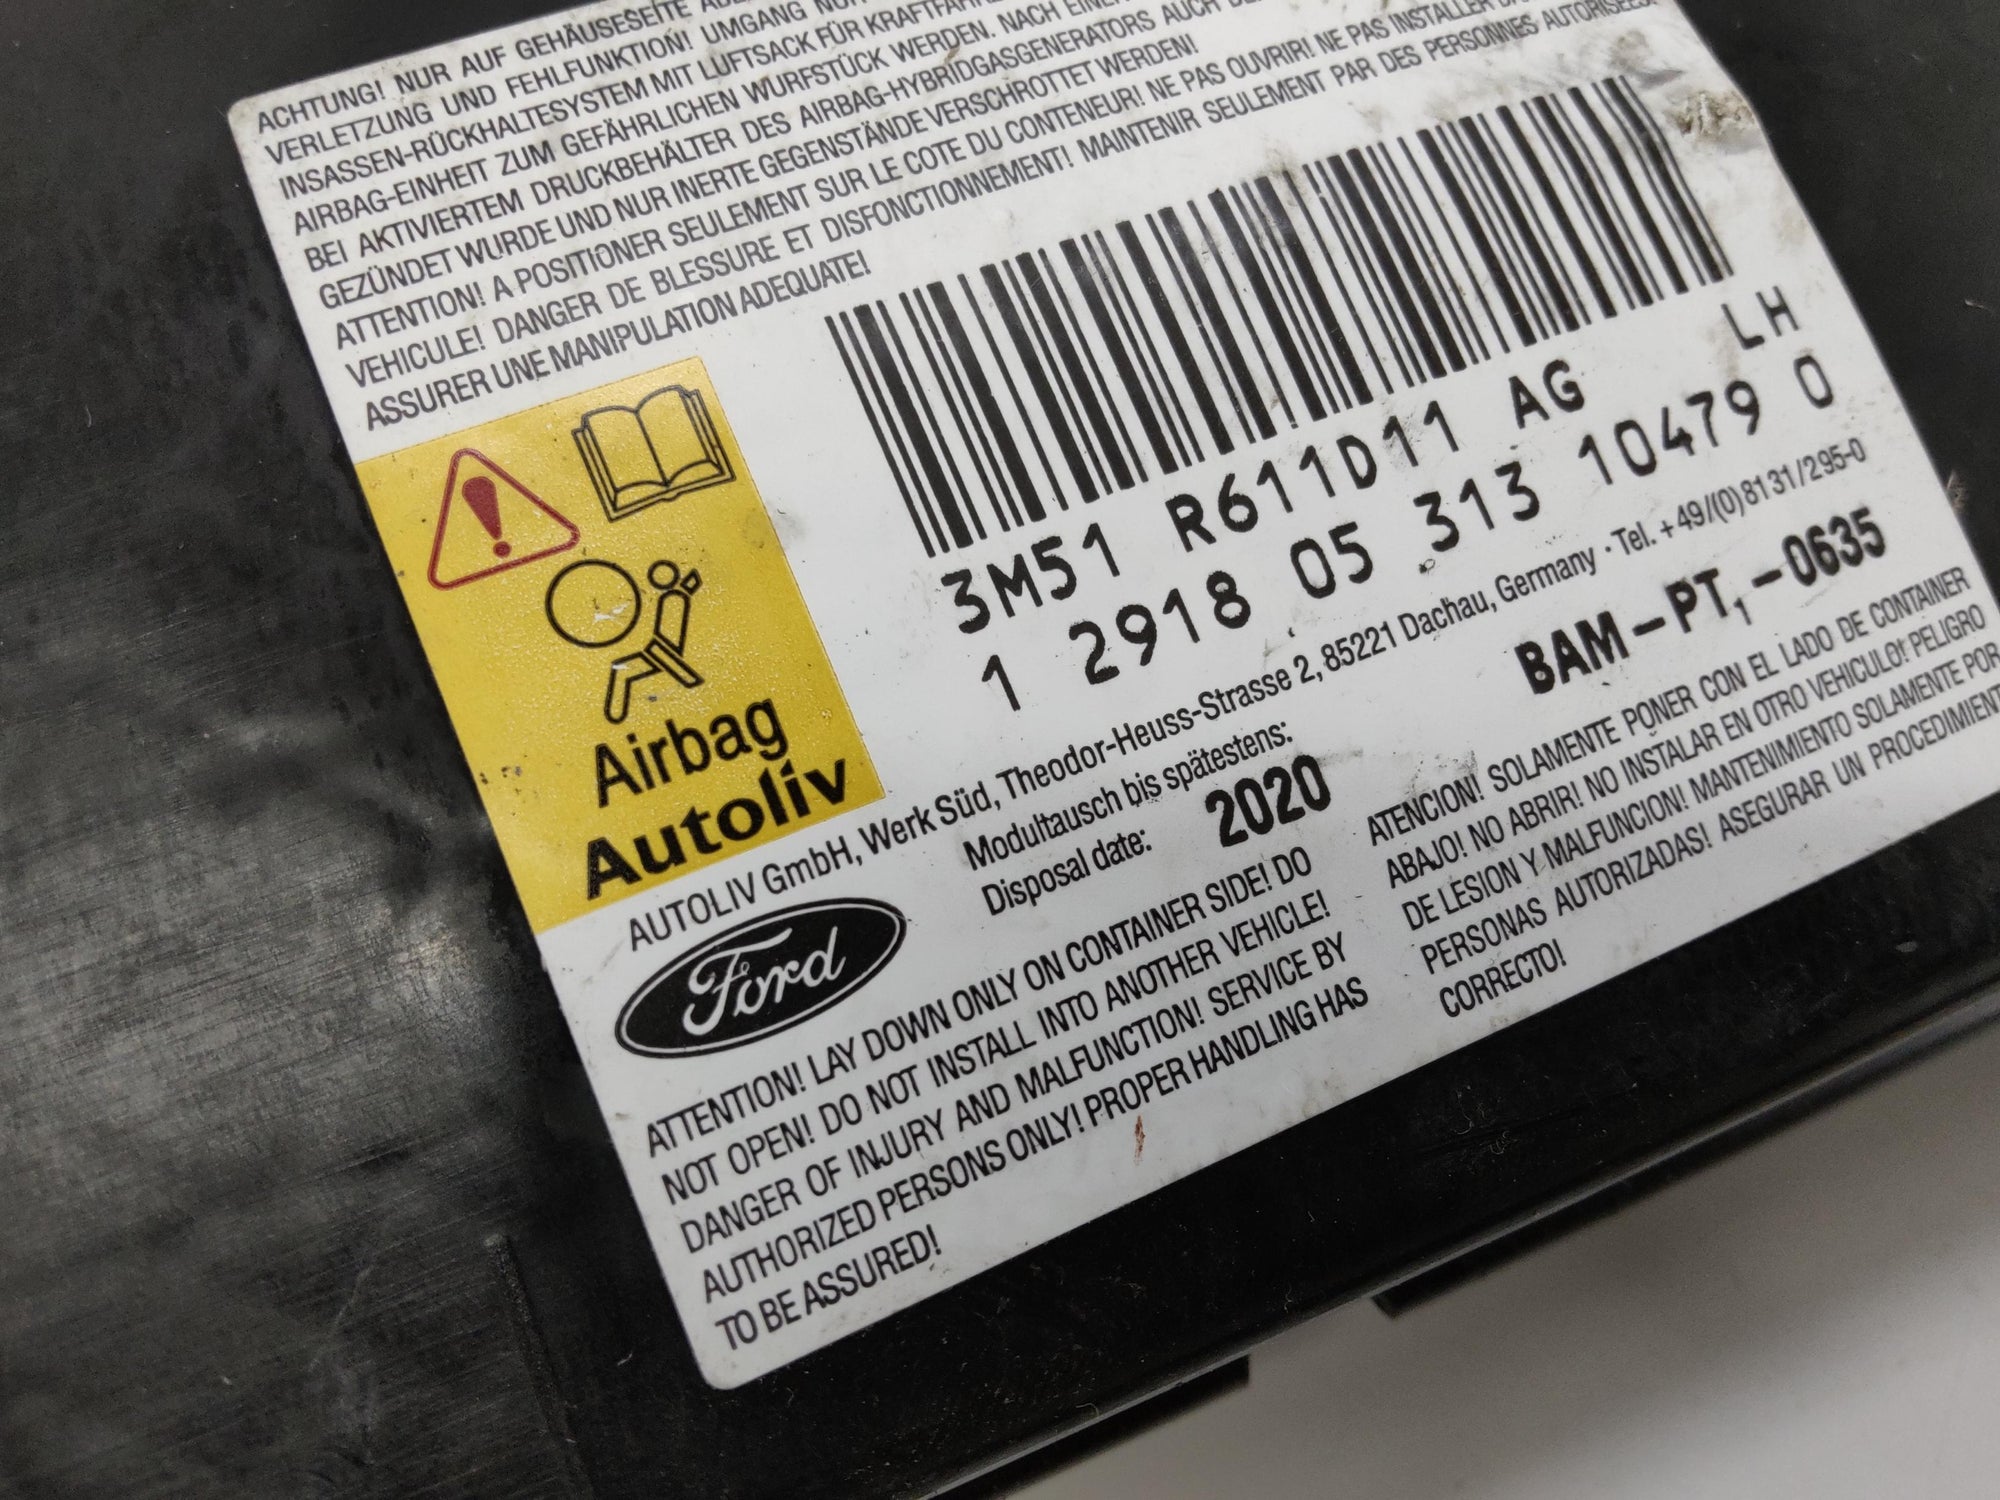 ACHTUNG! NUR AUF GEHÄUSESEITE
VERLETZUNG UND FEHLFUNKTION! UMGANG
INSASSEN-RÜCKHALTESYSTEM MIT LUFTSACK FÜR
AIRBAG-EINHEIT ZUM GEFÄHRLICHEN WURFSTÜCK WERDEN. NACH
BEI AKTIVIERTEM DRUCKBEHÄLTER DES AIRBAG-HYBRIDGASGENERATORS AUCH
GEZÜNDET WURDE UND NUR INERTE GEGENSTÄNDE VERSCHROTTET WERDEN!
ATTENTION! A POSITIONER SEULEMENT SUR LE COTE DU CONTENEUR! NE PAS OUVRIR! NE PAS INSTALLER
VEHICULE! DANGER DE BLESSURE ET DISFONCTIONNEMENT! MAINTENIR SEULEMENT PAR DES PERSONNES AUTORISEES!
ASSURER UNE MANIPULATION ADEQUATE!
3M51 R611D11 AG LH
1 2918 05 313 10479 0
Airbag
Autoliv
AUTOLIV GmbH, Werk Süd, Theodor-Heuss-Strasse 2, 85221 Dachau, Germany · Tel. +49/(0)8131/295-0
Modultausch bis spätestens:
Disposal date: 2020
BAM-PT1-0635
Ford
ATTENTION! LAY DOWN ONLY ON CONTAINER SIDE! DO
NOT OPEN! DO NOT INSTALL INTO ANOTHER VEHICLE!
DANGER OF INJURY AND MALFUNCTION! SERVICE BY
AUTHORIZED PERSONS ONLY! PROPER HANDLING HAS
TO BE ASSURED!
ATENCION! SOLAMENTE PONER CON EL LADO DE CONTAINER
ABAJO! NO ABRIR! NO INSTALAR EN OTRO VEHICULO! PELIGRO
DE LESION Y MALFUNCION! MANTENIMIENTO SOLAMENTE POR
PERSONAS AUTORIZADAS! ASEGURAR UN
CORRECTO!